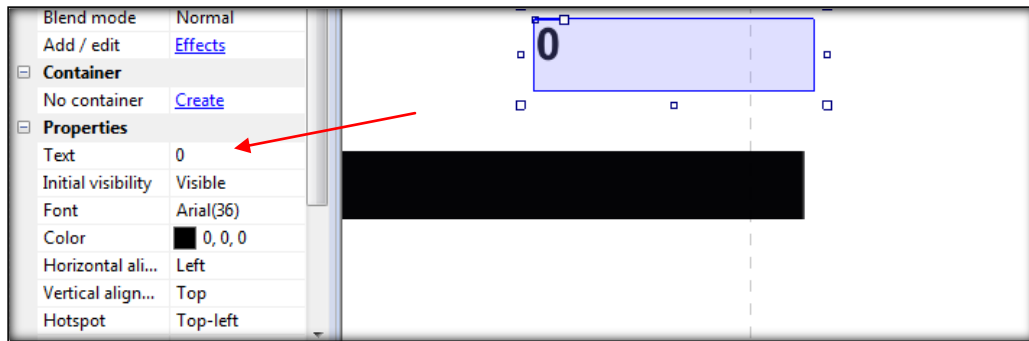 Blend mode Normal
Add / edit Effects
Container
No container Create
Properties
Text 0
Initial visibility Visible
Font Arial(36)
Color 0, 0, 0
Horizontal ali... Left
Vertical align... Top
Hotspot Top-left
0